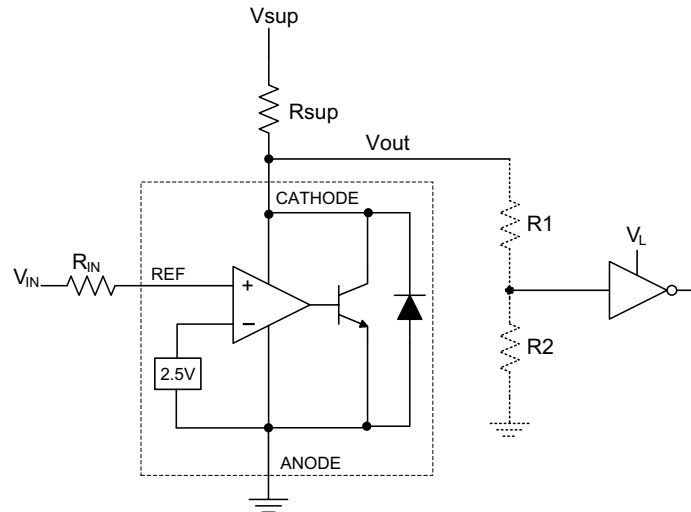 Vsup
Rsup
Vout
CATHODE
R1
RIN
VL
VIN
REF
+
−
R2
2.5V
ANODE